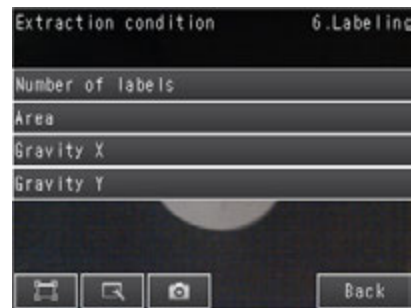 Extraction condition 6.Labeling
Number of labels
Area
Gravity X
Gravity Y
Back